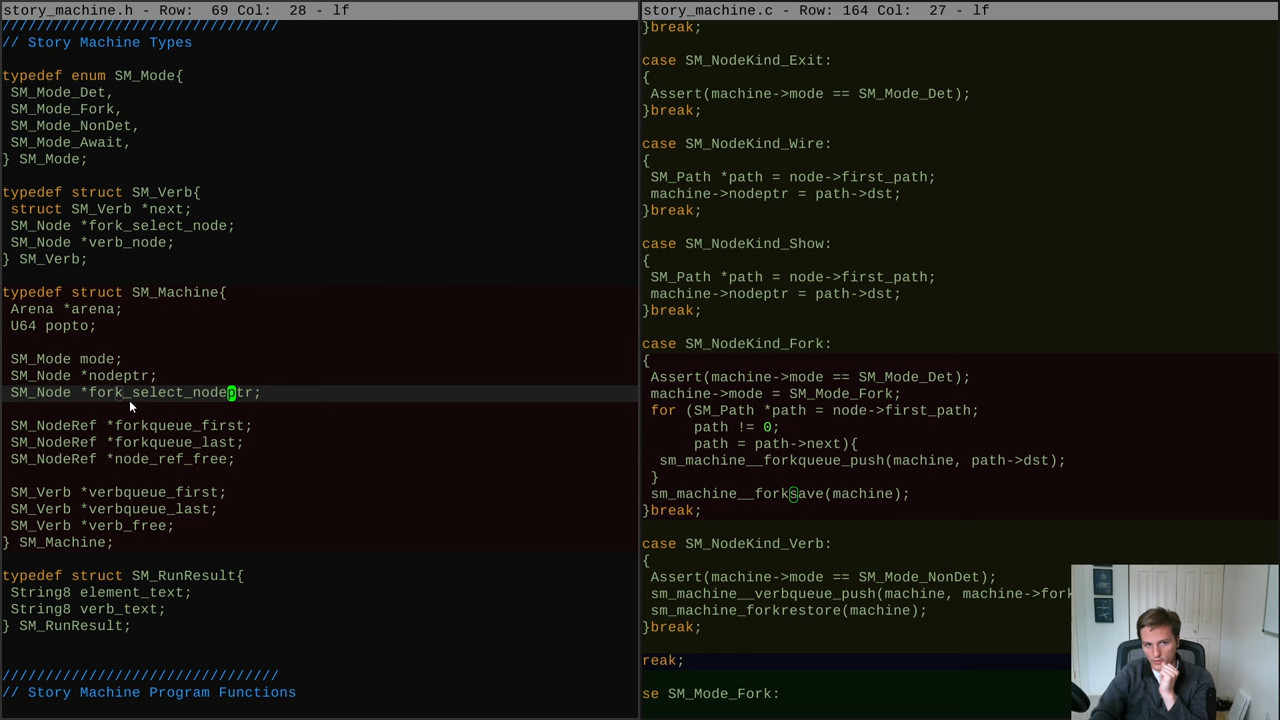 story_machine.h - Row:  69 Col:  28 - lf
////////////////////////////////
// Story Machine Types
typedef enum SM_Mode{
SM_Mode_Det,
SM_Mode_Fork,
SM_Mode_NonDet,
SM_Mode_Await,
} SM_Mode;
typedef struct SM_Verb{
struct SM_Verb *next;
SM_Node *fork_select_node;
SM_Node *verb_node;
} SM_Verb;
typedef struct SM_Machine{
Arena *arena;
U64 popto;
SM_Mode mode;
SM_Node *nodeptr;
SM_Node *fork_select_nodeptr;
SM_NodeRef *forkqueue_first;
SM_NodeRef *forkqueue_last;
SM_NodeRef *node_ref_free;
SM_Verb *verbqueue_first;
SM_Verb *verbqueue_last;
SM_Verb *verb_free;
} SM_Machine;
typedef struct SM_RunResult{
String8 element_text;
String8 verb_text;
} SM_RunResult;
////////////////////////////////
// Story Machine Program Functions
story_machine.c - Row: 164 Col:  27 - lf
}break;
case SM_NodeKind_Exit:
{
Assert(machine->mode == SM_Mode_Det);
}break;
case SM_NodeKind_Wire:
{
SM_Path *path = node->first_path;
machine->nodeptr = path->dst;
}break;
case SM_NodeKind_Show:
{
SM_Path *path = node->first_path;
machine->nodeptr = path->dst;
}break;
case SM_NodeKind_Fork:
{
Assert(machine->mode == SM_Mode_Det);
machine->mode = SM_Mode_Fork;
for (SM_Path *path = node->first_path;
path != 0;
path = path->next){
sm_machine__forkqueue_push(machine, path->dst);
}
sm_machine__forksave(machine);
}break;
case SM_NodeKind_Verb:
{
Assert(machine->mode == SM_Mode_NonDet);
sm_machine__verbqueue_push(machine, machine->fork
sm_machine_forkrestore(machine);
}break;
reak;
se SM_Mode_Fork: